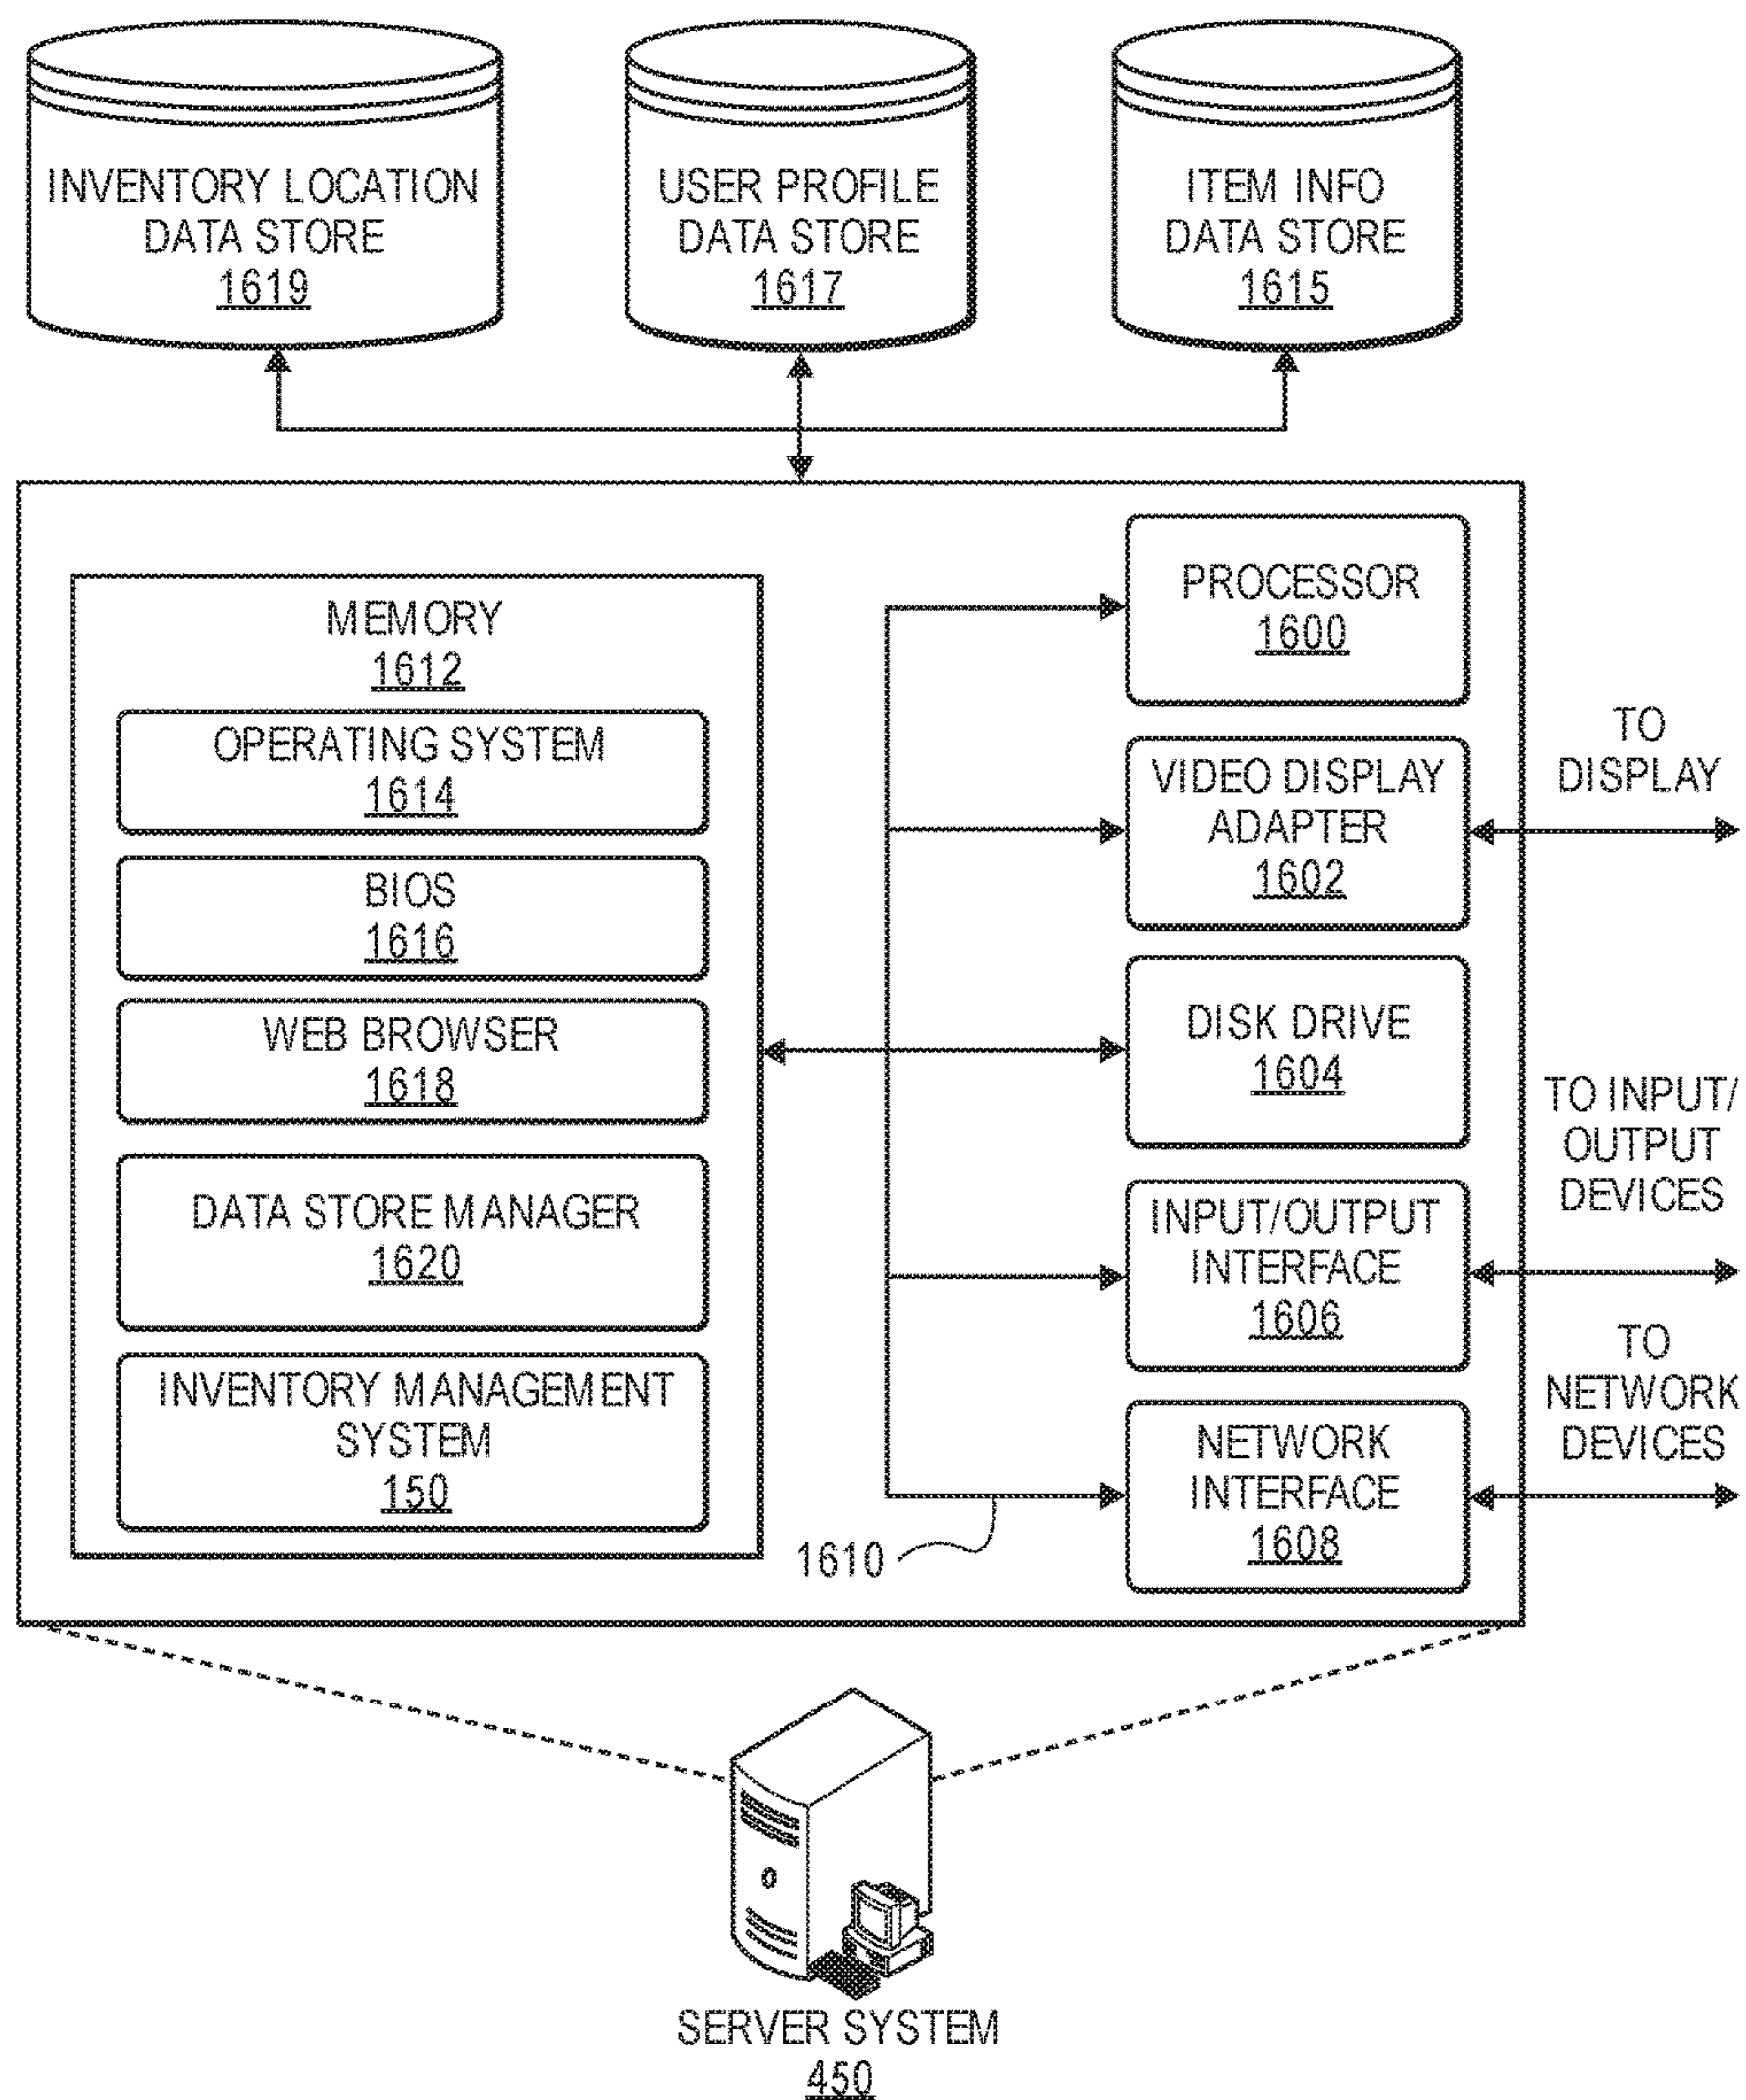 INVENTORY LOCATION
DATA STORE
1619
USER PROFILE
DATA STORE
1617
ITEM INFO
DATA STORE
1615
MEMORY
1612
OPERATING SYSTEM
1614
BIOS
1616
WEB BROWSER
1618
DATA STORE MANAGER
1620
INVENTORY MANAGEMENT
SYSTEM
150
PROCESSOR
1600
VIDEO DISPLAY
ADAPTER
1602
DISK DRIVE
1604
INPUT/OUTPUT
INTERFACE
1606
NETWORK
INTERFACE
1608
1610
TO
DISPLAY
TO INPUT/
OUTPUT
DEVICES
TO
NETWORK
DEVICES
SERVER SYSTEM
450